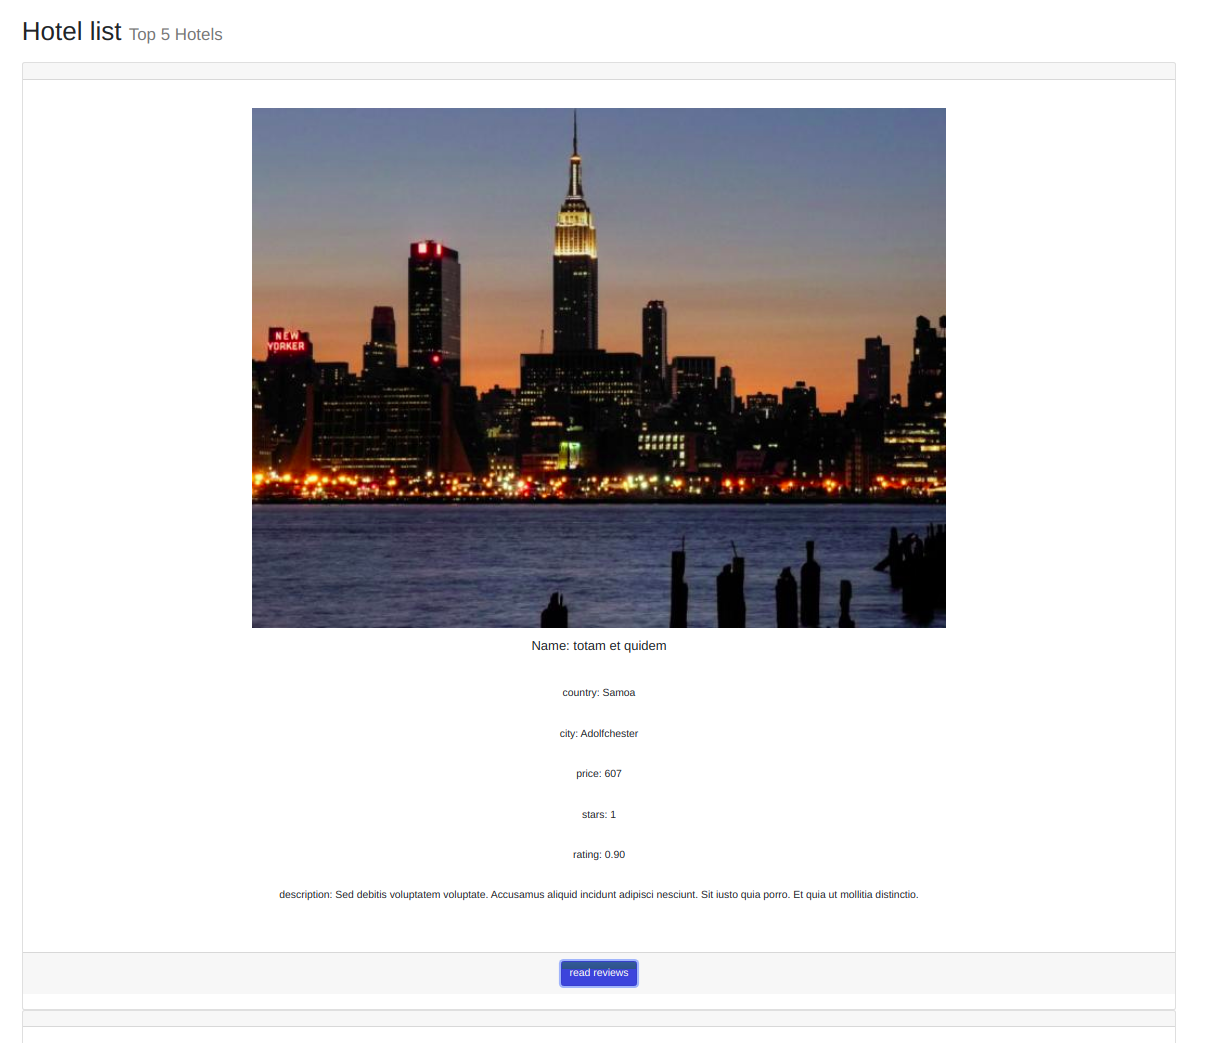 Hotel list Top 5 Hotels
NEW
YORKER
Name: totam et quidem
country: Samoa
city: Adolfchester
price: 607
stars: 1
rating: 0.90
description: Sed debitis voluptatem voluptate. Accusamus aliquid incidunt adipisci nesciunt. Sit iusto quia porro. Et quia ut mollitia distinctio.
read reviews